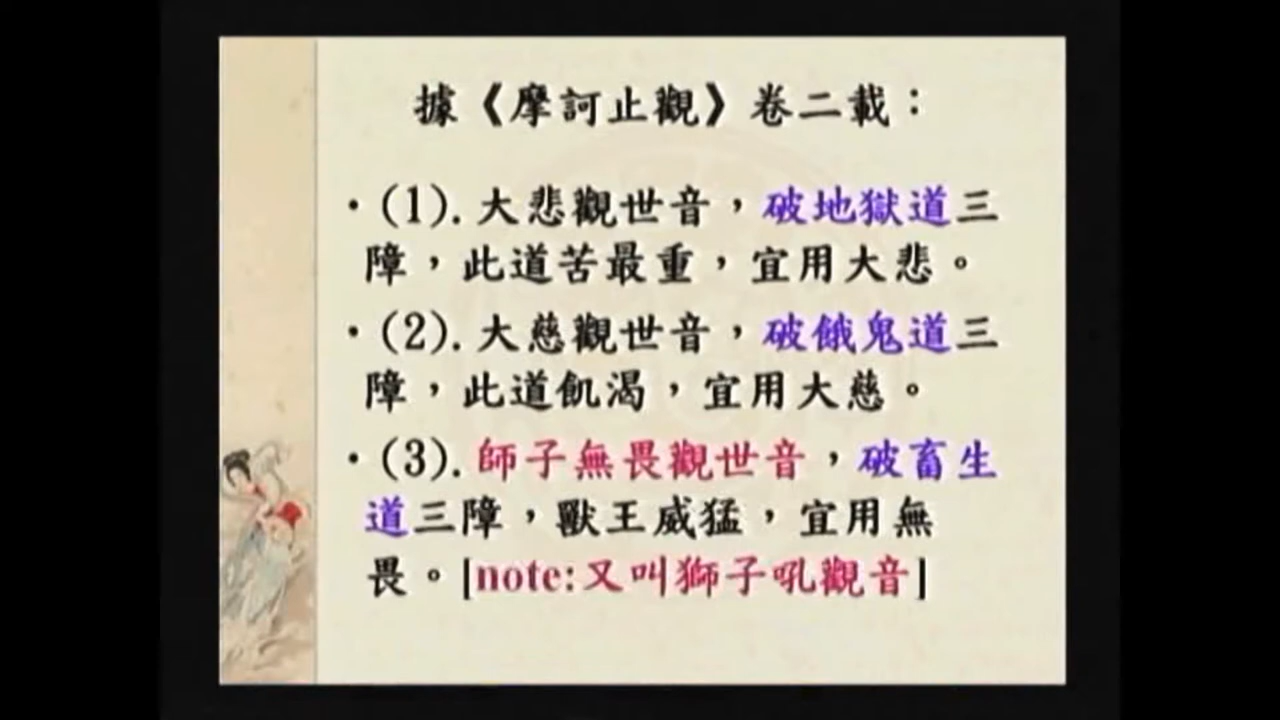 據《摩訶止觀》卷二載：
·(1).大悲觀世音，破地獄道三
障，此道苦最重，宜用大悲。
·(2).大慈觀世音，破餓鬼道三
障，此道飢渴，宜用大慈。
·(3).師子無畏觀世音，破畜生
道三障，獸王威猛，宜用無
畏。[note:又叫獅子吼觀音]